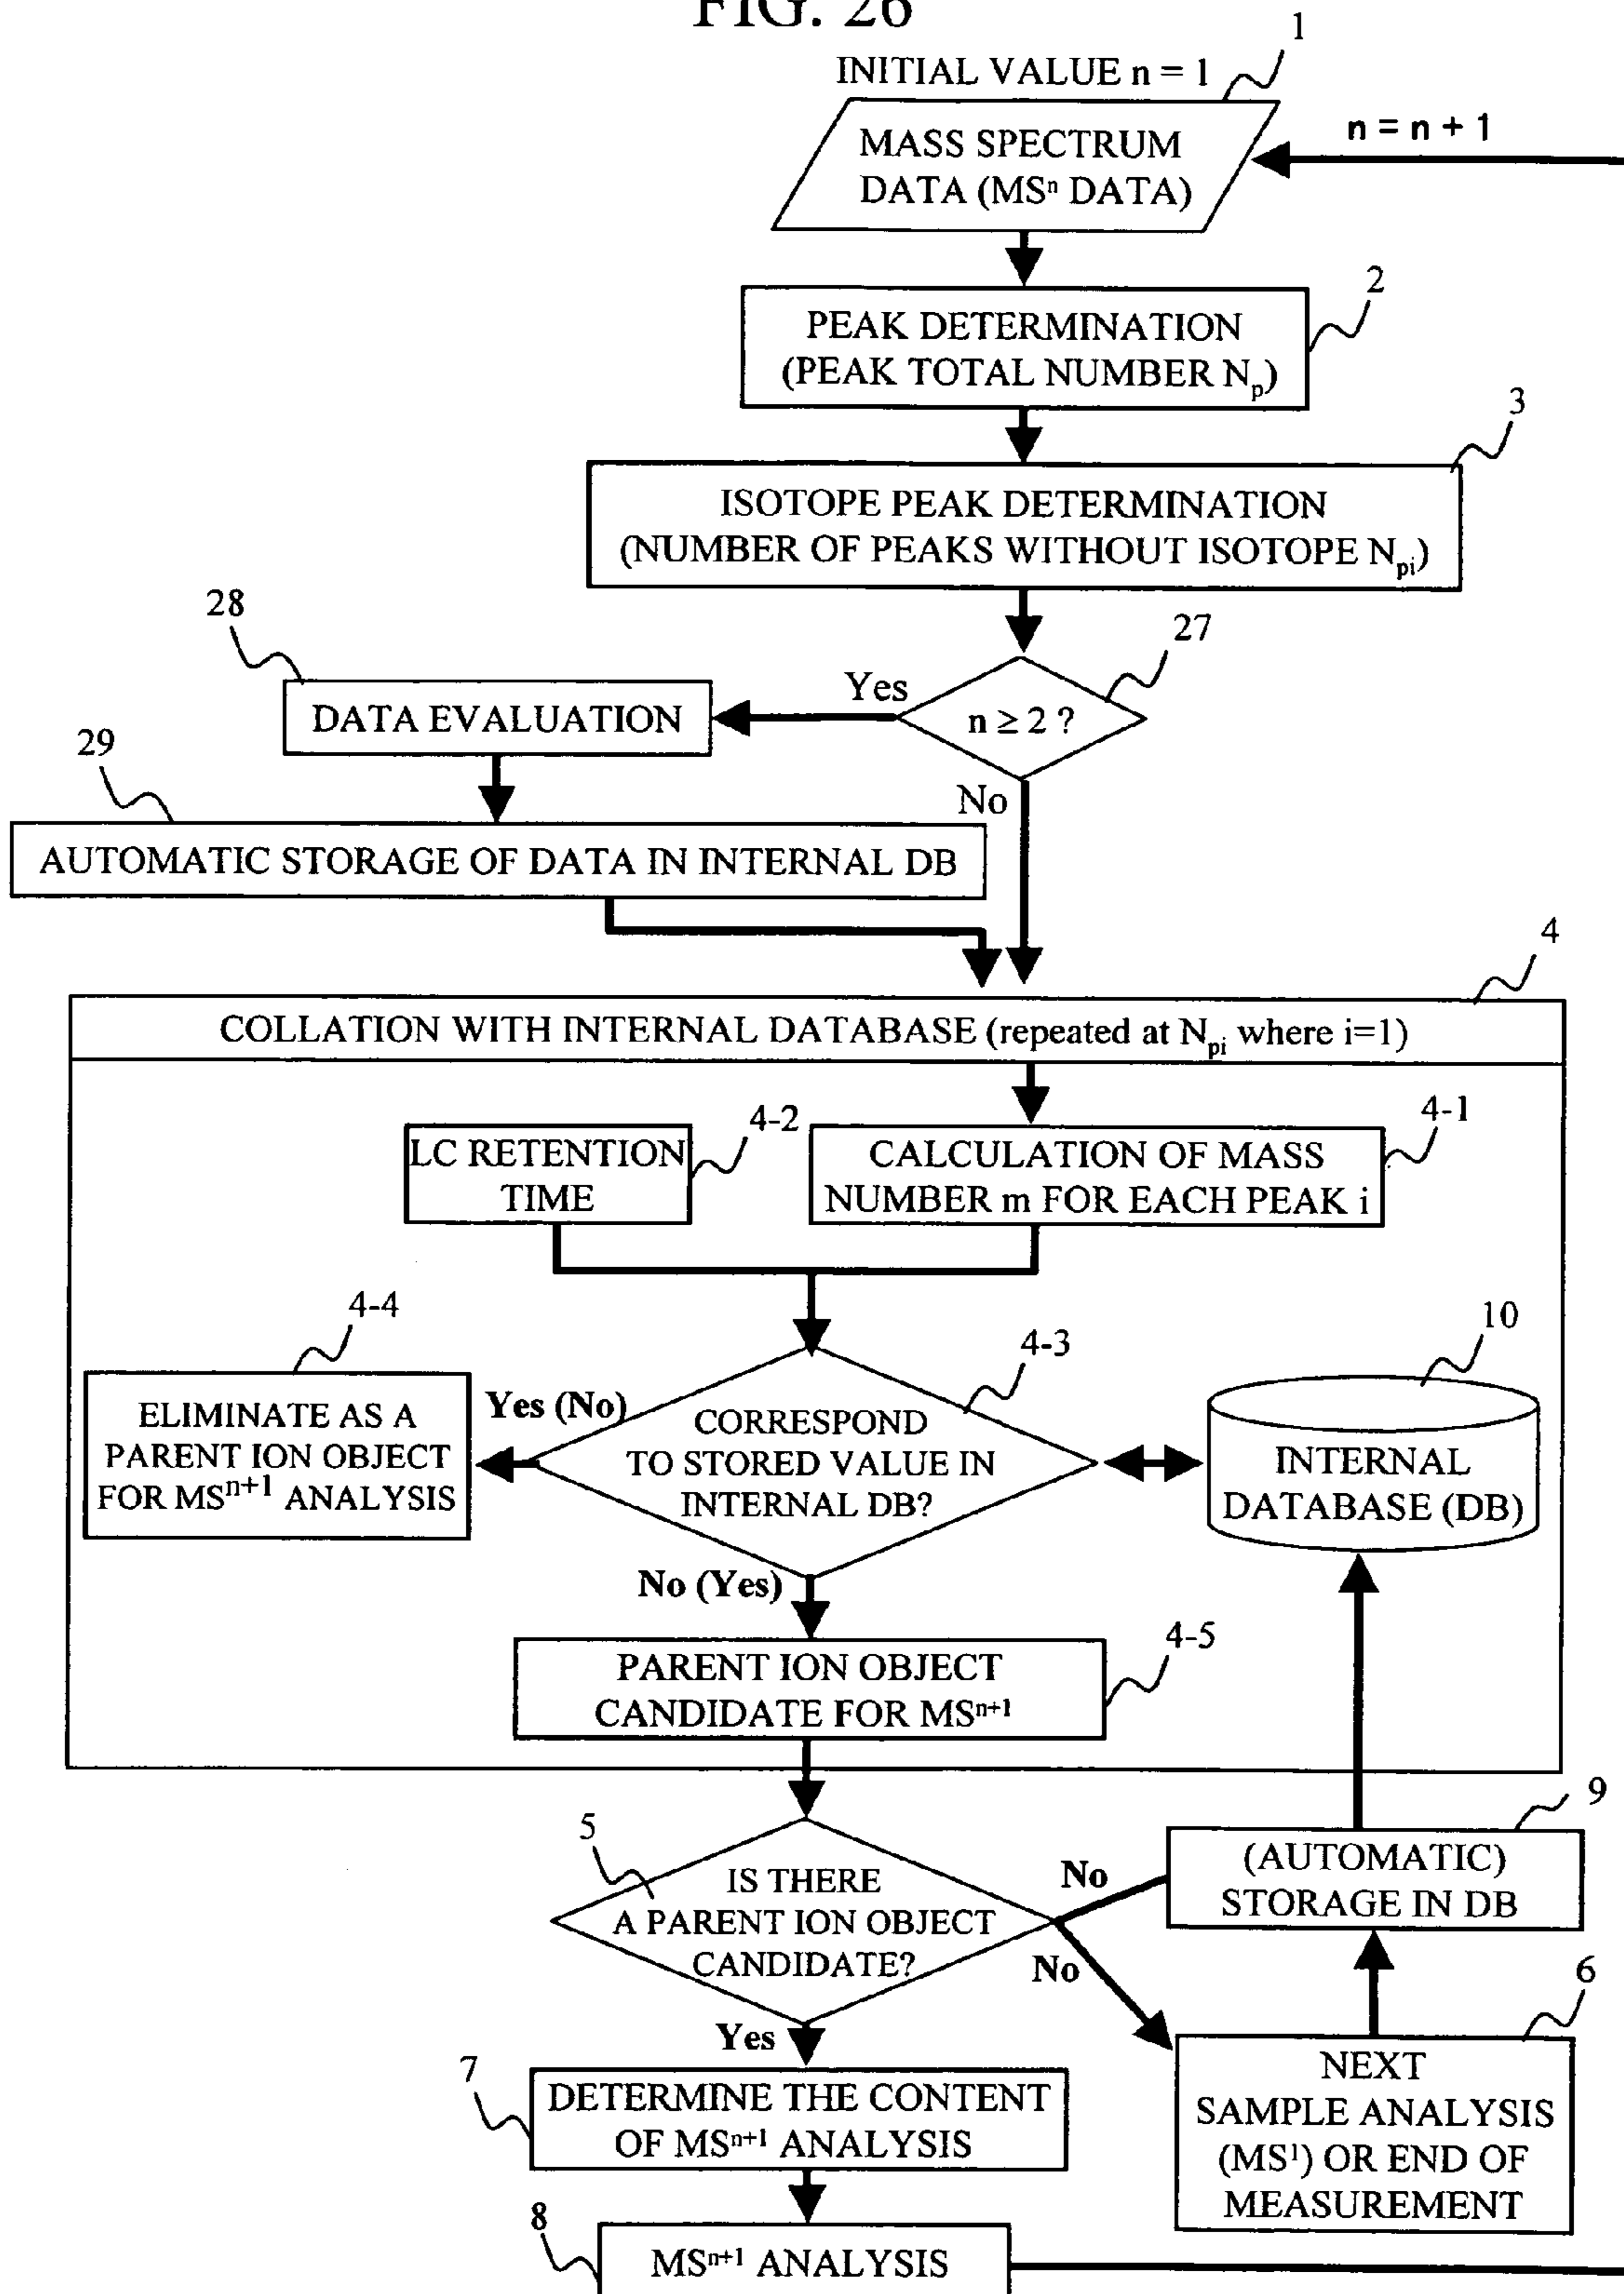 FIG. 26
1
INITIAL VALUE n = 1
n = n + 1
MASS SPECTRUM
DATA (MSⁿ DATA)
2
PEAK DETERMINATION
(PEAK TOTAL NUMBER Np)
3
ISOTOPE PEAK DETERMINATION
(NUMBER OF PEAKS WITHOUT ISOTOPE Npi)
28
27
Yes
DATA EVALUATION
n ≥ 2 ?
29
No
AUTOMATIC STORAGE OF DATA IN INTERNAL DB
4
COLLATION WITH INTERNAL DATABASE (repeated at Npi where i=1)
4-2
4-1
LC RETENTION
TIME
CALCULATION OF MASS
NUMBER m FOR EACH PEAK i
4-4
4-3
10
Yes (No)
ELIMINATE AS A
PARENT ION OBJECT
FOR MSⁿ⁺¹ ANALYSIS
CORRESPOND
TO STORED VALUE IN
INTERNAL DB?
INTERNAL
DATABASE (DB)
No (Yes)
4-5
PARENT ION OBJECT
CANDIDATE FOR MSⁿ⁺¹
9
5
IS THERE
A PARENT ION OBJECT
CANDIDATE?
No
(AUTOMATIC)
STORAGE IN DB
No
6
Yes
7
DETERMINE THE CONTENT
OF MSⁿ⁺¹ ANALYSIS
NEXT
SAMPLE ANALYSIS
(MS¹) OR END OF
MEASUREMENT
8
MSⁿ⁺¹ ANALYSIS